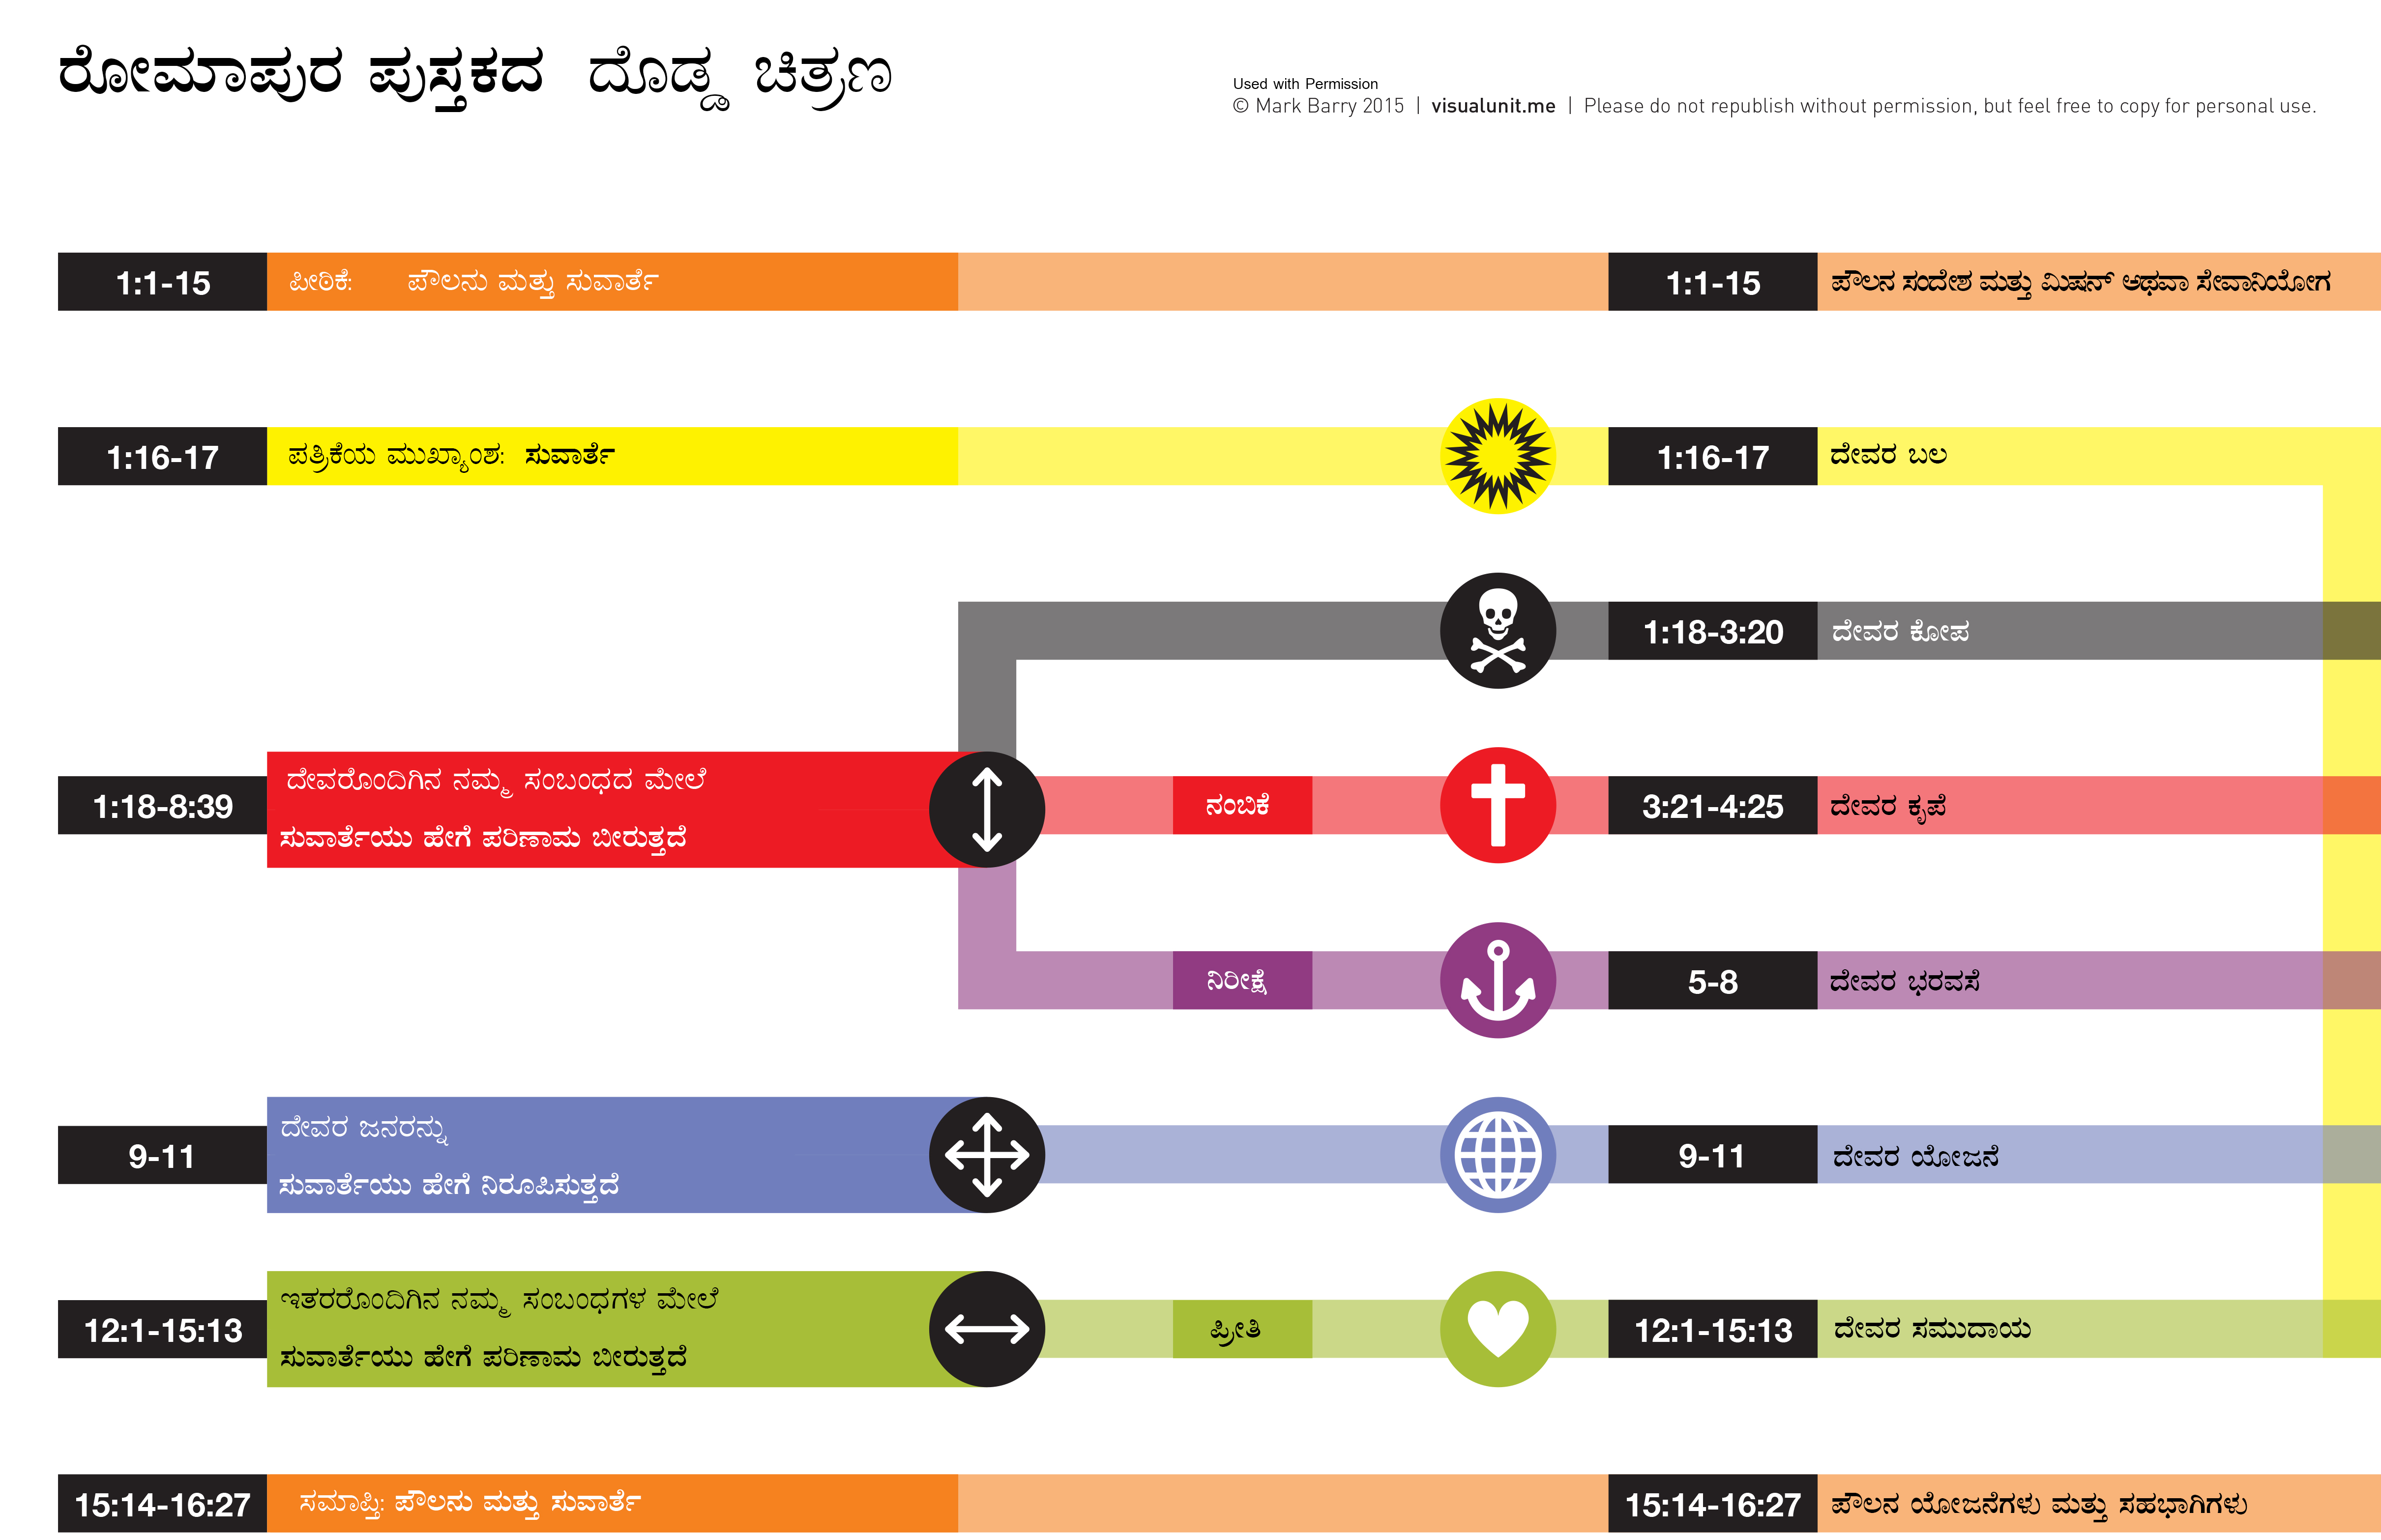 ರೋಮಾಪುರ ಪುಸ್ತಕದ ದೊಡ್ಡ ಚಿತ್ರಣ
Used with Permission
© Mark Barry 2015 | visualunit.me | Please do not republish without permission, but feel free to copy for personal use.
1:1-15 ಪೀಠಿಕೆ: ಪೌಲನು ಮತ್ತು ಸುವಾರ್ತೆ 1:1-15 ಪೌಲನ ಸಂದೇಶ ಮತ್ತು ಮಿಷನ್ ಅಥವಾ ಸೇವಾನಿಯೋಗ
1:16-17 ಪತ್ರಿಕೆಯ ಮುಖ್ಯಾಂಶ: ಸುವಾರ್ತೆ 1:16-17 ದೇವರ ಬಲ
1:18-3:20 ದೇವರ ಕೋಪ
1:18-8:39 ದೇವರೊಂದಿಗಿನ ನಮ್ಮ ಸಂಬಂಧದ ಮೇಲೆ
ಸುವಾರ್ತೆಯು ಹೇಗೆ ಪರಿಣಾಮ ಬೀರುತ್ತದೆ
ನಂಬಿಕೆ 3:21-4:25 ದೇವರ ಕೃಪೆ
ನಿರೀಕ್ಷೆ 5-8 ದೇವರ ಭರವಸೆ
9-11 ದೇವರ ಜನರನ್ನು
ಸುವಾರ್ತೆಯು ಹೇಗೆ ನಿರೂಪಿಸುತ್ತದೆ
9-11 ದೇವರ ಯೋಜನೆ
12:1-15:13 ಇತರರೊಂದಿಗಿನ ನಮ್ಮ ಸಂಬಂಧಗಳ ಮೇಲೆ
ಸುವಾರ್ತೆಯು ಹೇಗೆ ಪರಿಣಾಮ ಬೀರುತ್ತದೆ
ಪ್ರೀತಿ 12:1-15:13 ದೇವರ ಸಮುದಾಯ
15:14-16:27 ಸಮಾಪ್ತಿ: ಪೌಲನು ಮತ್ತು ಸುವಾರ್ತೆ 15:14-16:27 ಪೌಲನ ಯೋಜನೆಗಳು ಮತ್ತು ಸಹಭಾಗಿಗಳು